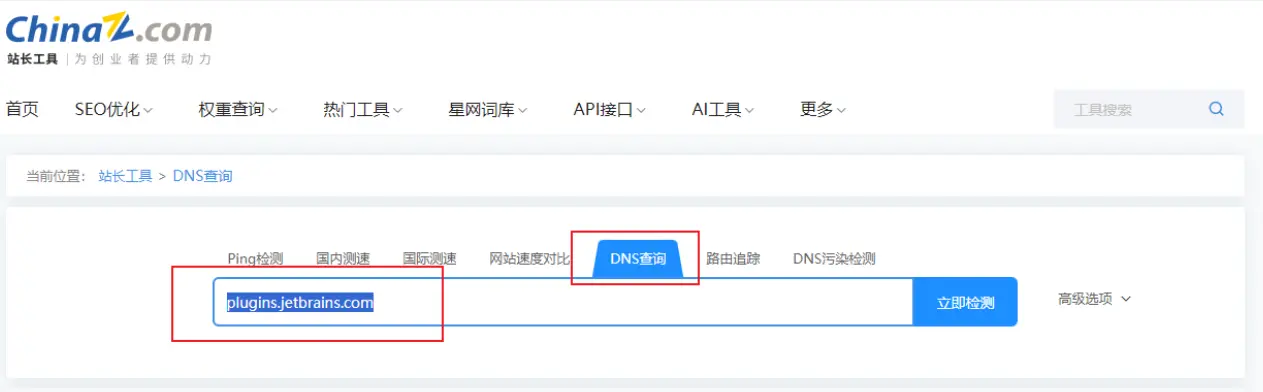 ChinaZ.com
站长工具 | 为创业者提供动力
首页 SEO优化 权重查询 热门工具 星网词库 API接口 AI工具 更多 工具搜索
当前位置: 站长工具 > DNS查询
Ping检测 国内测速 国际测速 网站速度对比 DNS查询 路由追踪 DNS污染检测
plugins.jetbrains.com 立即检测 高级选项